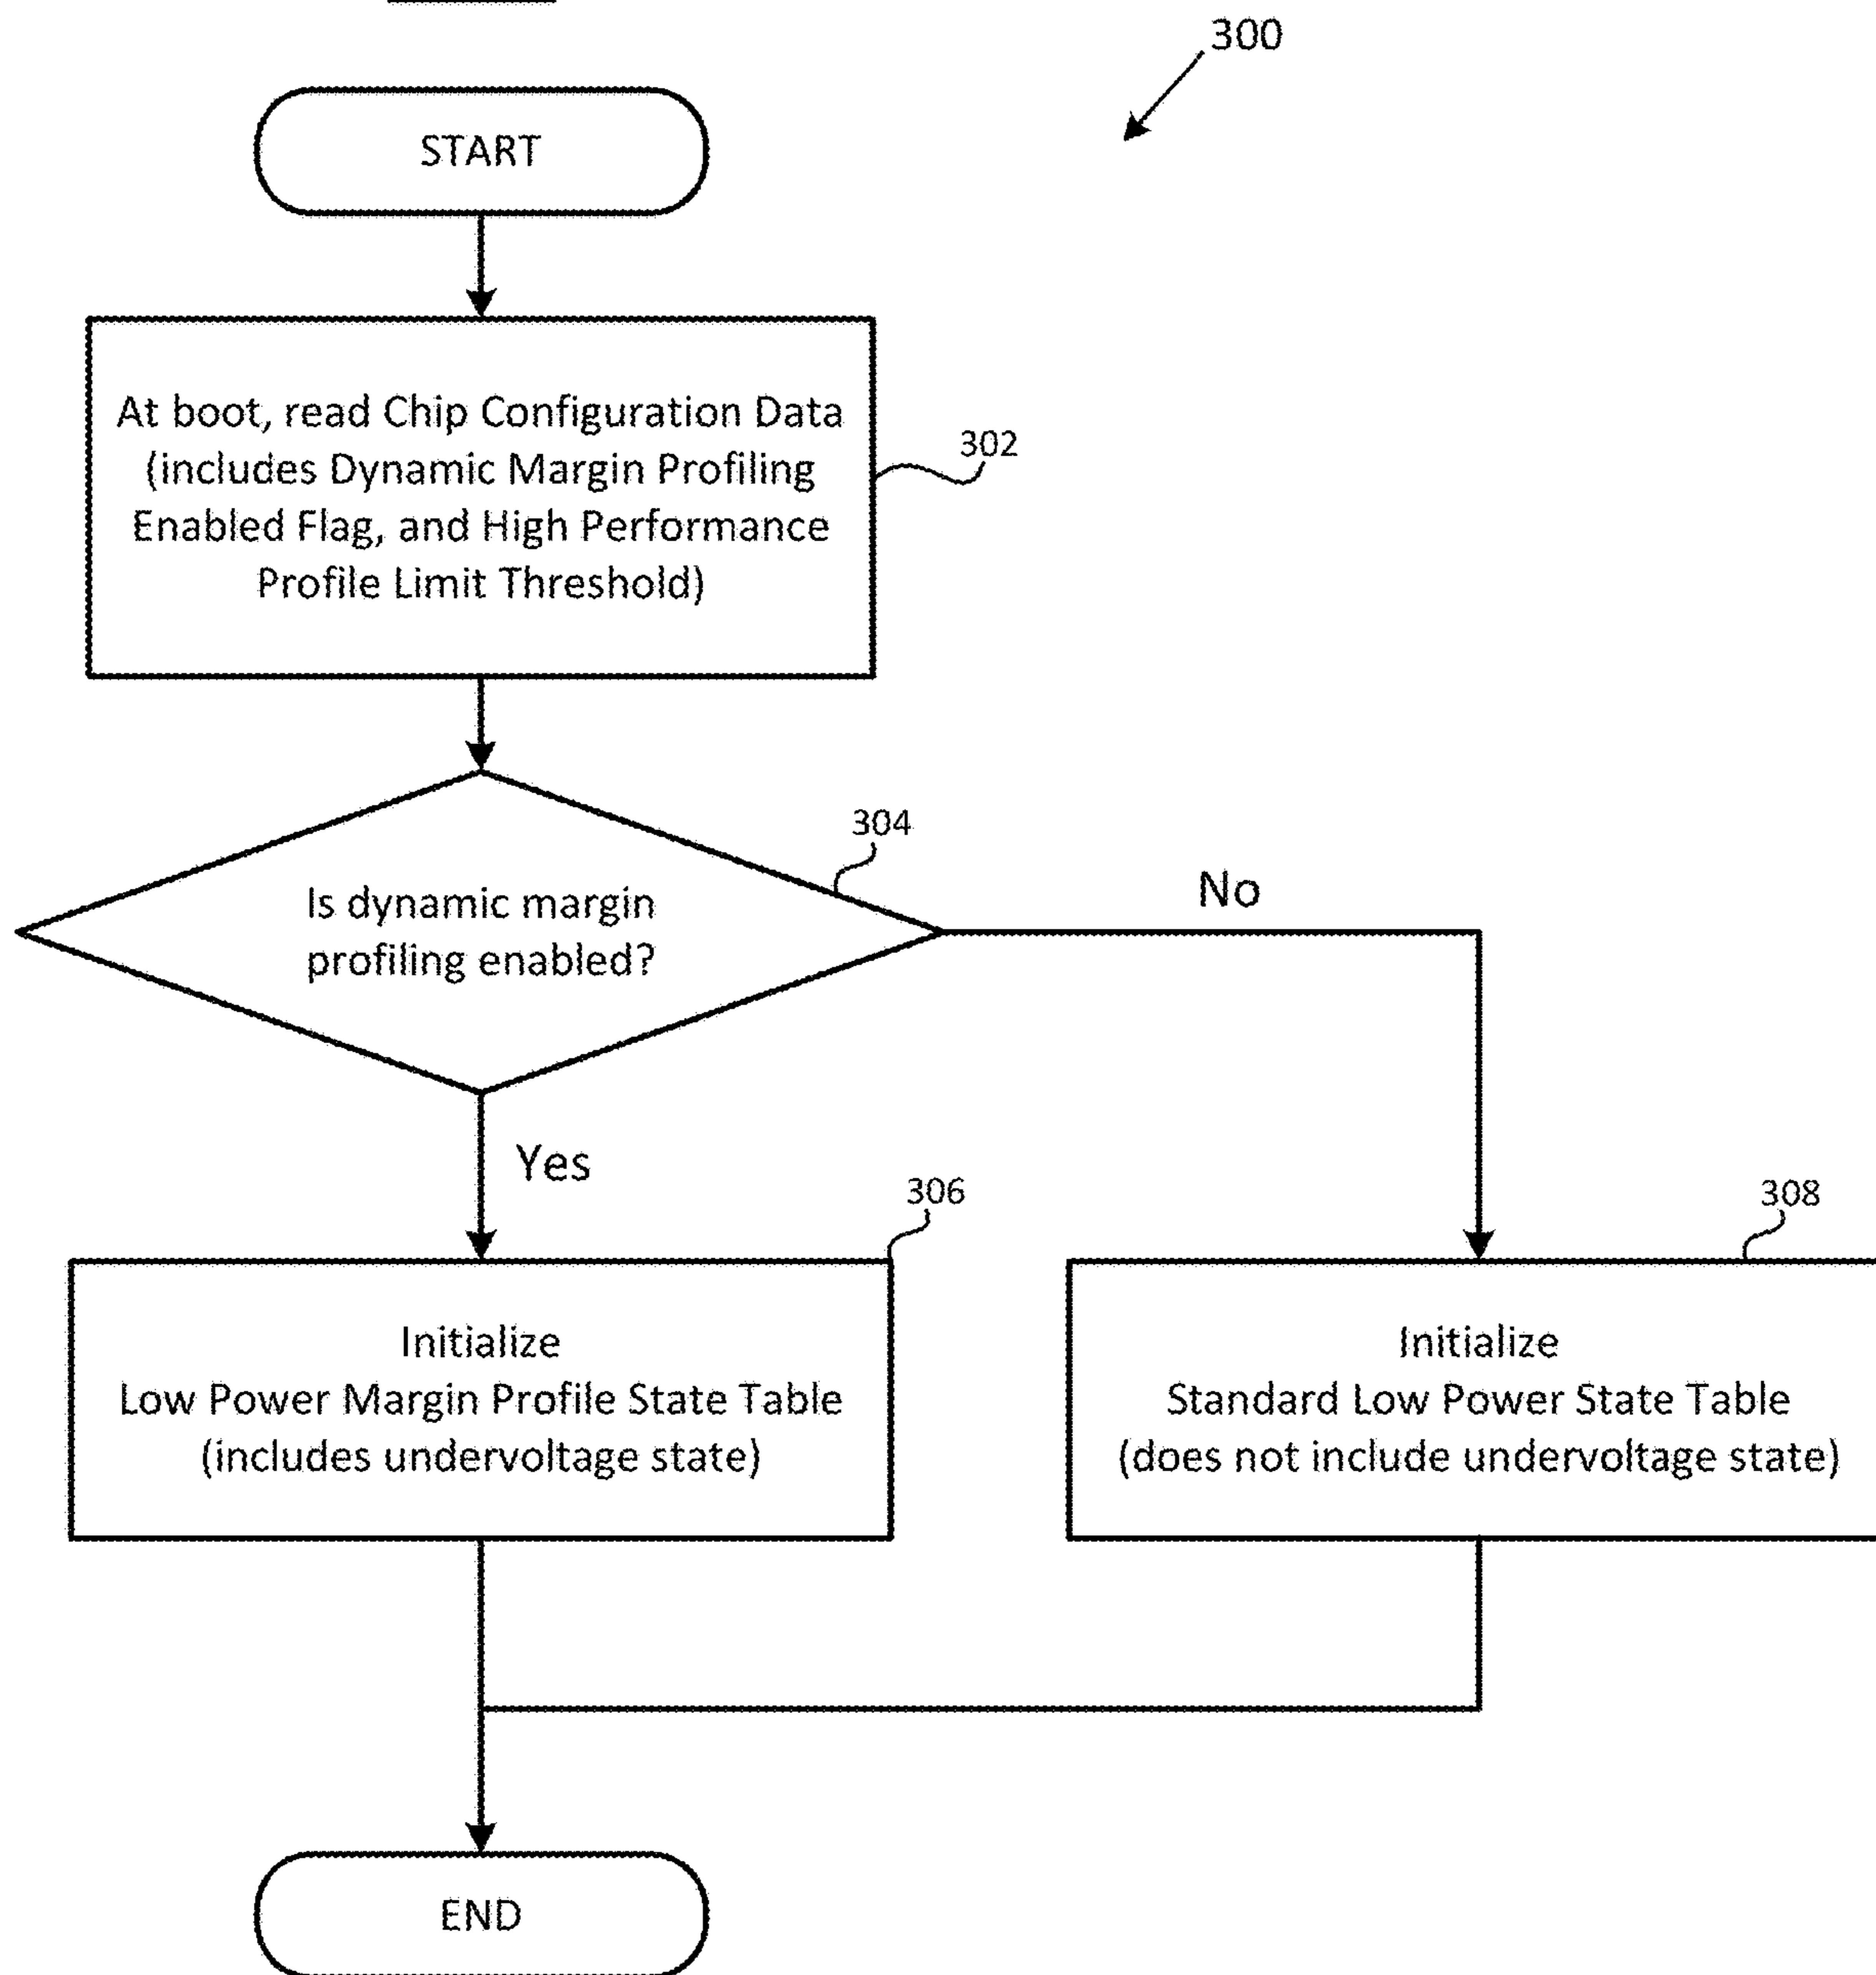 300
START
At boot, read Chip Configuration Data
(includes Dynamic Margin Profiling
Enabled Flag, and High Performance
Profile Limit Threshold)
302
304
Is dynamic margin
profiling enabled?
No
Yes
306
308
Initialize
Low Power Margin Profile State Table
(includes undervoltage state)
Initialize
Standard Low Power State Table
(does not include undervoltage state)
END